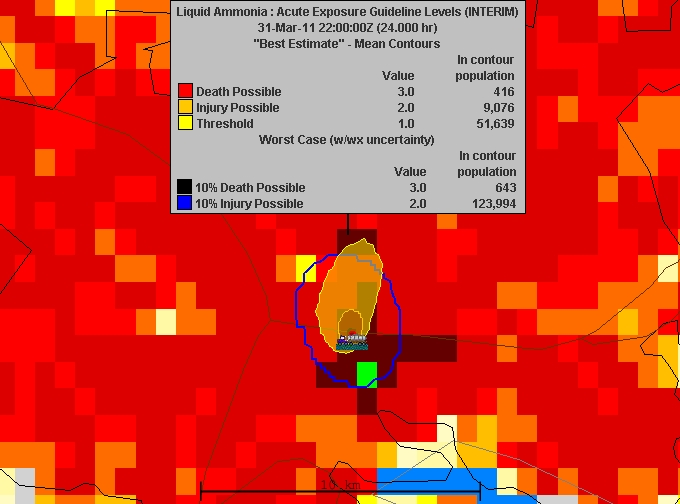 Liquid Ammonia : Acute Exposure Guideline Levels (INTERIM)
31-Mar-11 22:00:00Z (24.000 hr)
"Best Estimate" - Mean Contours
In contour
Value population
Death Possible 3.0 416
Injury Possible 2.0 9,076
Threshold 1.0 51,639
Worst Case (w/wx uncertainty)
In contour
Value population
10% Death Possible 3.0 643
10% Injury Possible 2.0 123,994
10 km